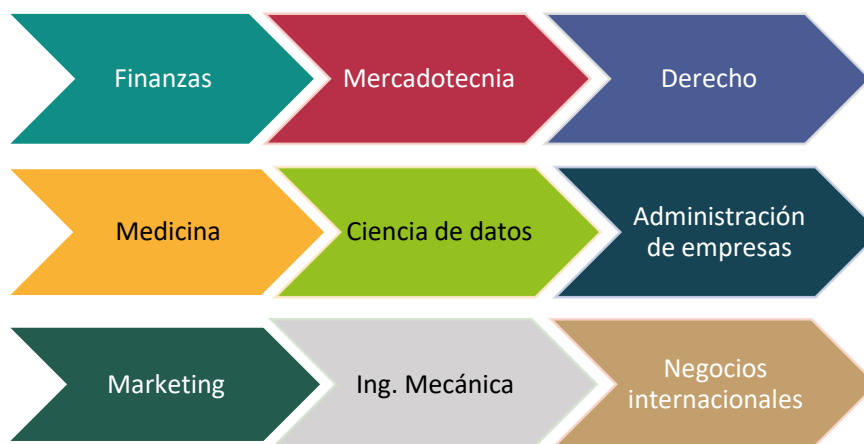 Finanzas
Mercadotecnia
Derecho
Medicina
Ciencia de datos
Administración
de empresas
Marketing
Ing. Mecánica
Negocios
internacionales